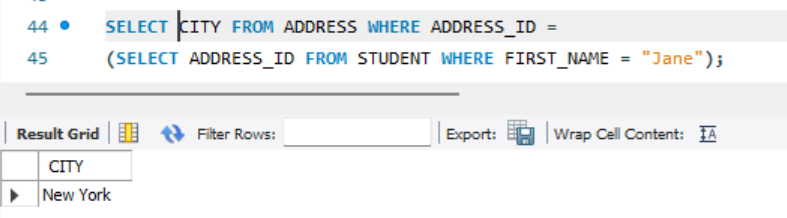 44 SELECT CITY FROM ADDRESS WHERE ADDRESS_ID =
45 (SELECT ADDRESS_ID FROM STUDENT WHERE FIRST_NAME = "Jane");
Result Grid Filter Rows: Export: Wrap Cell Content: IA
CITY
New York